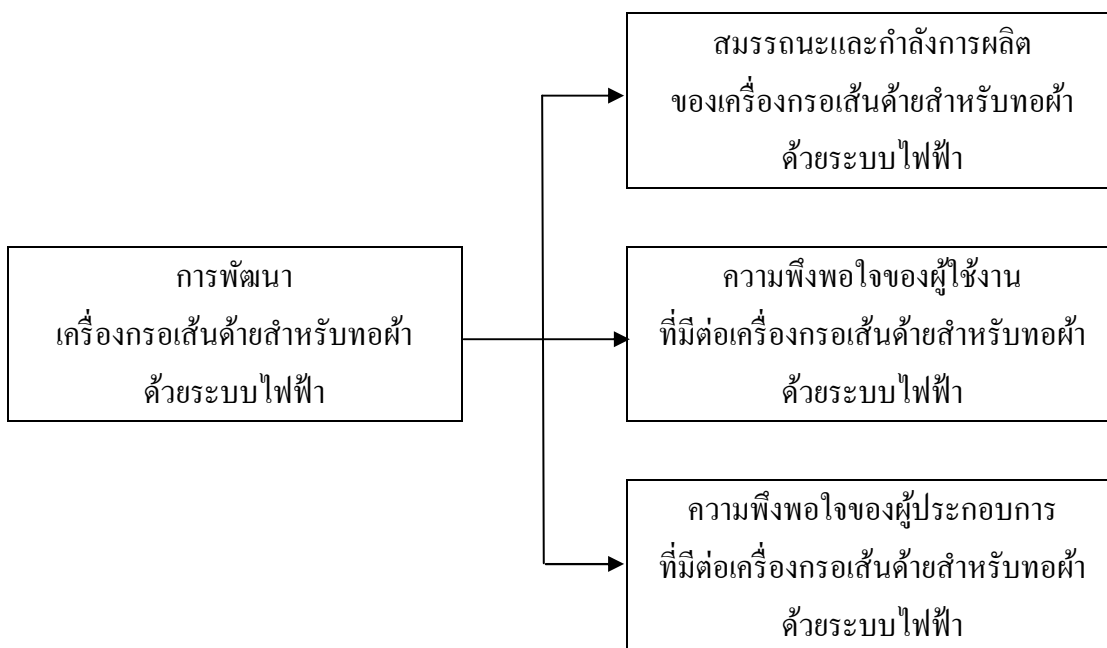 สมรรถนะและกำลังการผลิต
ของเครื่องกรอเส้นด้ายสำหรับทอผ้า
ด้วยระบบไฟฟ้า
การพัฒนา
เครื่องกรอเส้นด้ายสำหรับทอผ้า
ด้วยระบบไฟฟ้า
ความพึงพอใจของผู้ใช้งาน
ที่มีต่อเครื่องกรอเส้นด้ายสำหรับทอผ้า
ด้วยระบบไฟฟ้า
ความพึงพอใจของผู้ประกอบการ
ที่มีต่อเครื่องกรอเส้นด้ายสำหรับทอผ้า
ด้วยระบบไฟฟ้า